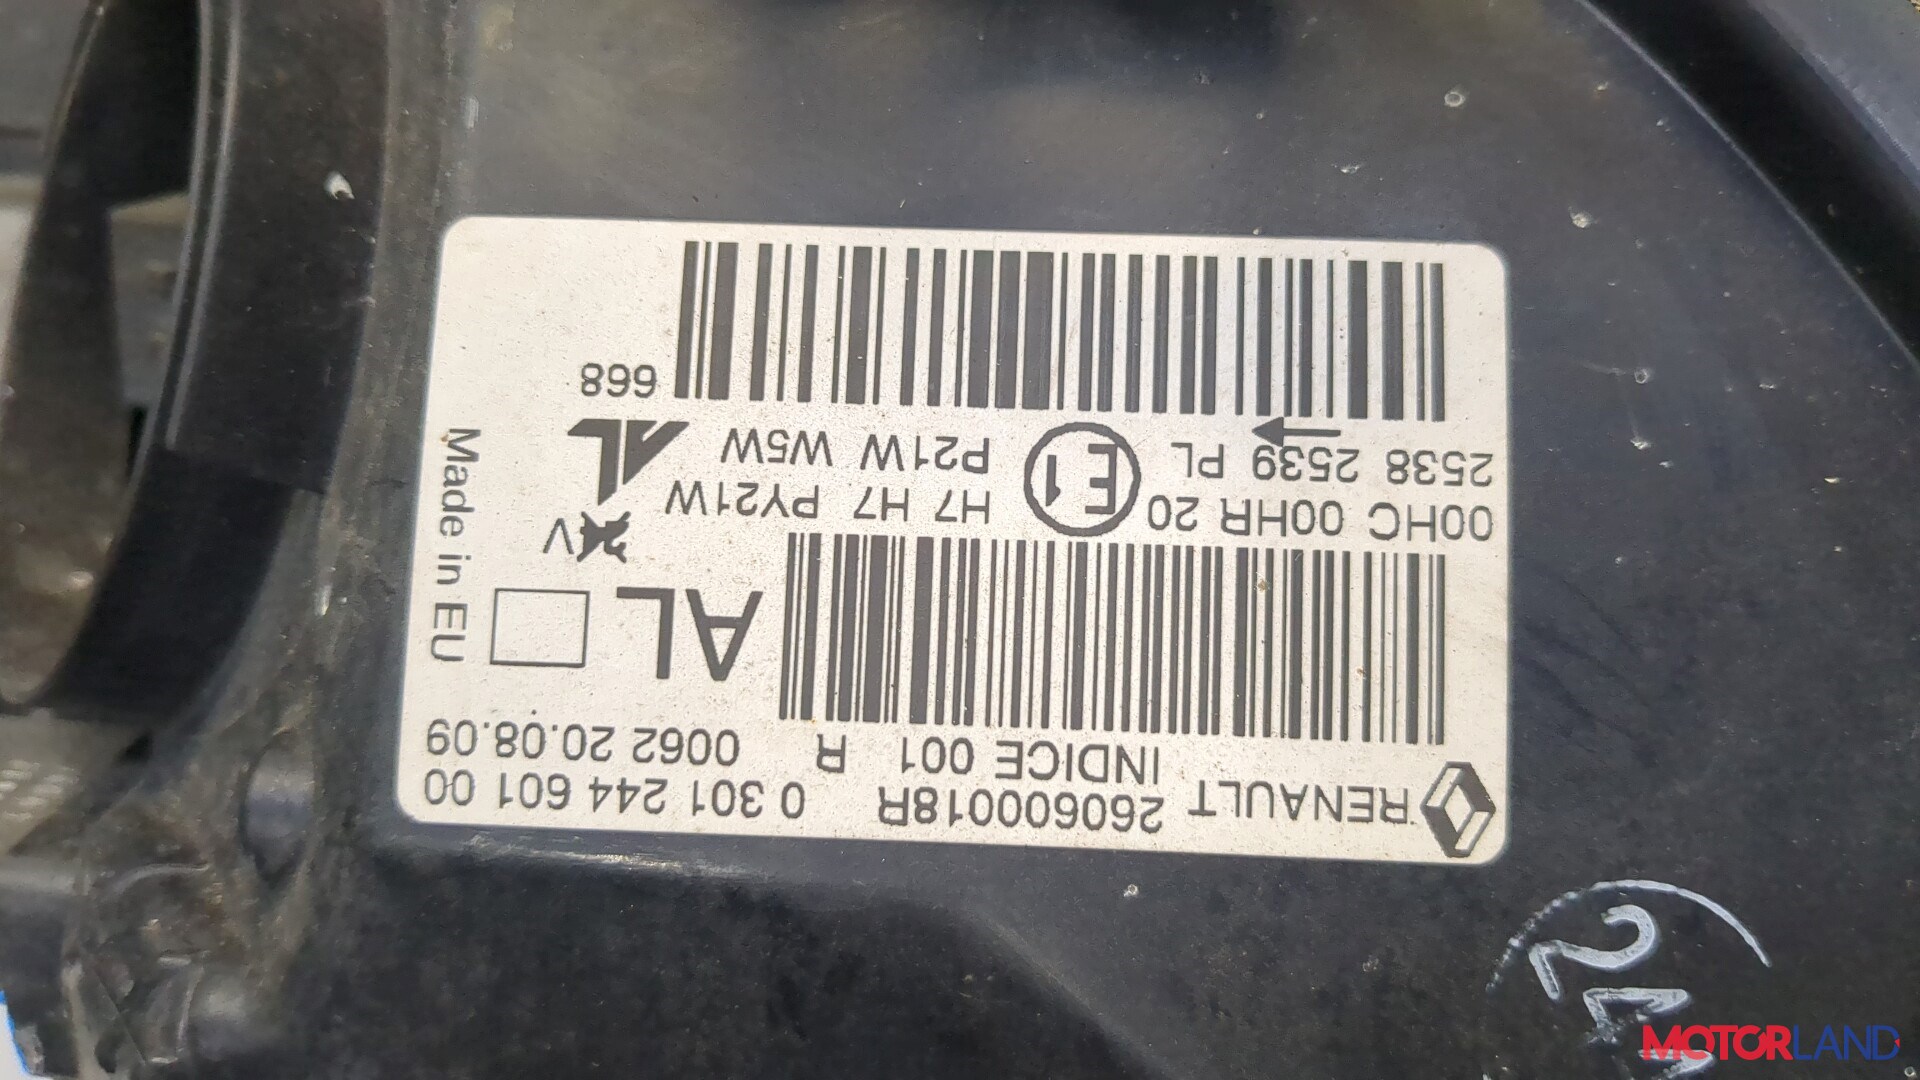 RENAULT 260600018R 0 301 244 601 00
INDICE 001 R 0062 20.08.09
AL
Made in EU
V
00HC 00HR 20 E1 H7 H7 PY21W
2538 2539 PL P21W W5W AL
668
MOTORLAND